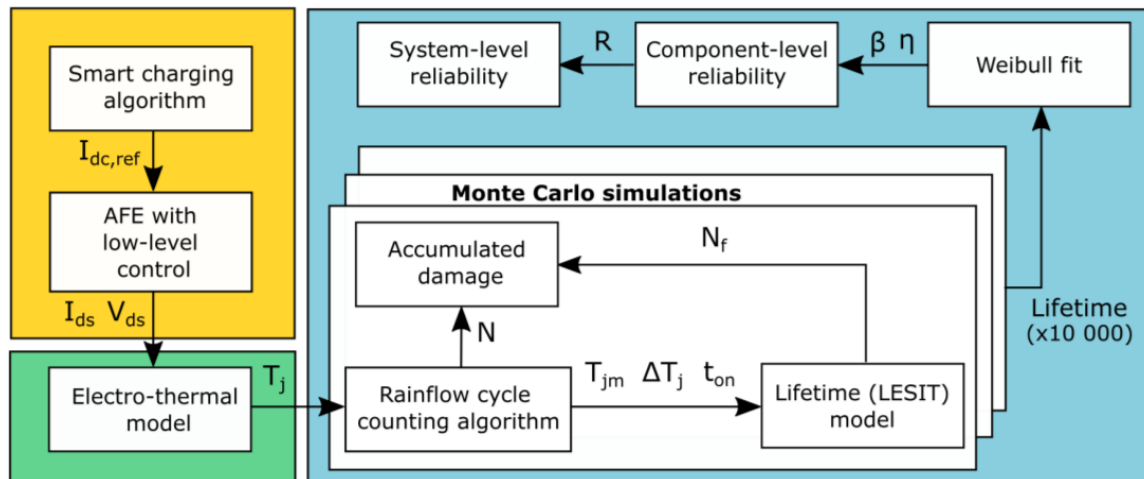 Smart charging
algorithm
I_dc,ref
AFE with
low-level
control
I_ds V_ds
Electro-thermal
model
T_j
System-level
reliability
R
Component-level
reliability
β η
Weibull fit
Monte Carlo simulations
Accumulated
damage
N_f
N
Rainflow cycle
counting algorithm
T_jm ΔT_j t_on
Lifetime (LESIT)
model
Lifetime
(x10 000)